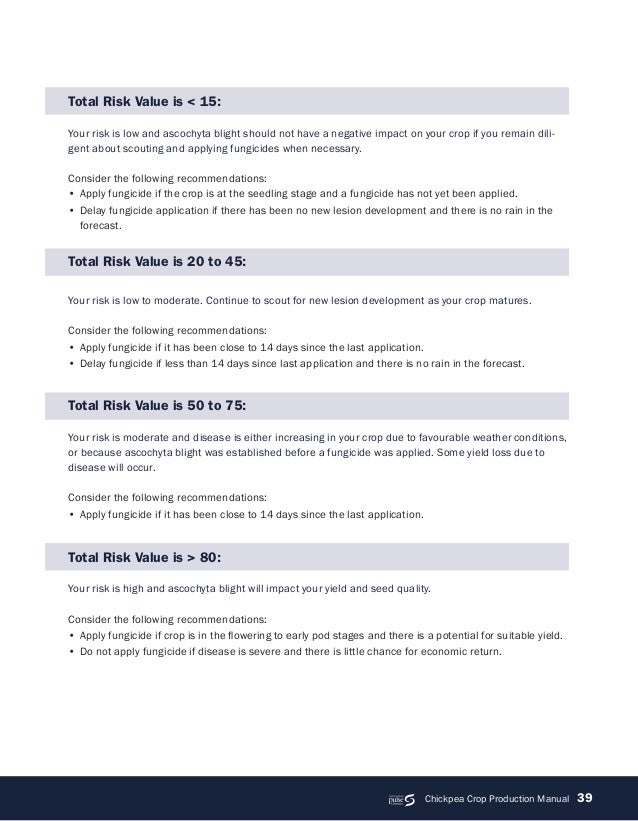 Total Risk Value is < 15:
Your risk is low and ascochyta blight should not have a negative impact on your crop if you remain dili-
gent about scouting and applying fungicides when necessary.
Consider the following recommendations:
• Apply fungicide if the crop is at the seedling stage and a fungicide has not yet been applied.
• Delay fungicide application if there has been no new lesion development and there is no rain in the
forecast.
Total Risk Value is 20 to 45:
Your risk is low to moderate. Continue to scout for new lesion development as your crop matures.
Consider the following recommendations:
• Apply fungicide if it has been close to 14 days since the last application.
• Delay fungicide if less than 14 days since last application and there is no rain in the forecast.
Total Risk Value is 50 to 75:
Your risk is moderate and disease is either increasing in your crop due to favourable weather conditions,
or because ascochyta blight was established before a fungicide was applied. Some yield loss due to
disease will occur.
Consider the following recommendations:
• Apply fungicide if it has been close to 14 days since the last application.
Total Risk Value is > 80:
Your risk is high and ascochyta blight will impact your yield and seed quality.
Consider the following recommendations:
• Apply fungicide if crop is in the flowering to early pod stages and there is a potential for suitable yield.
• Do not apply fungicide if disease is severe and there is little chance for economic return.
pulse Chickpea Crop Production Manual 39